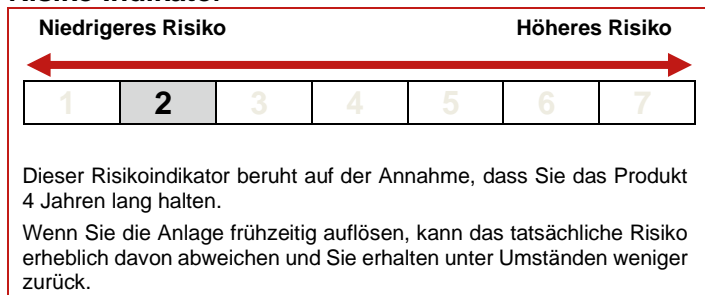 Niedrigeres Risiko Höheres Risiko
1 2 3 4 5 6 7
Dieser Risikoindikator beruht auf der Annahme, dass Sie das Produkt
4 Jahren lang halten.
Wenn Sie die Anlage frühzeitig auflösen, kann das tatsächliche Risiko
erheblich davon abweichen und Sie erhalten unter Umständen weniger
zurück.